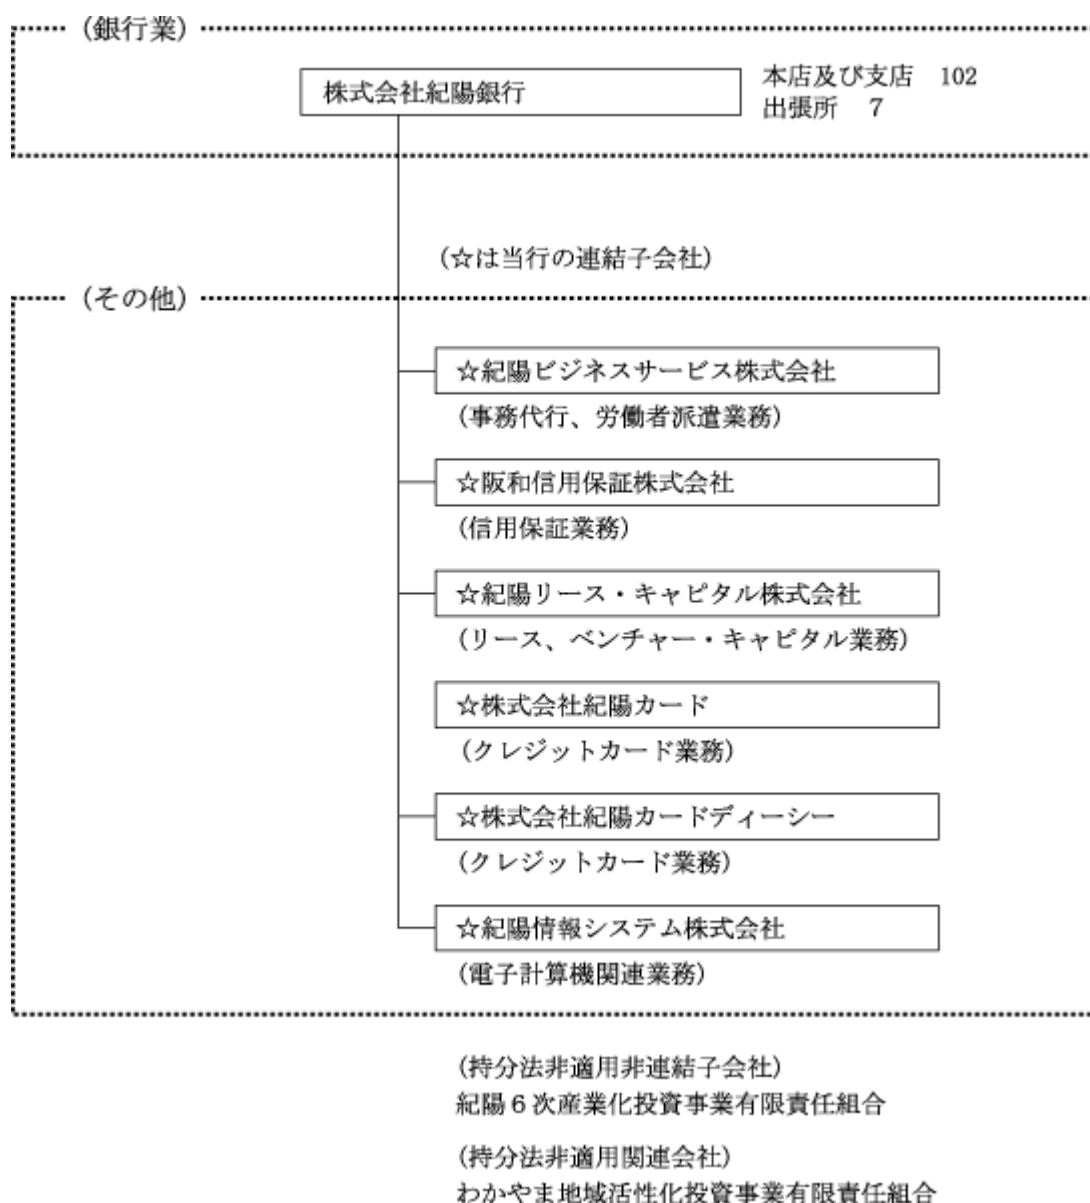 (銀行業)
株式会社紀陽銀行
本店及び支店　102
出張所　7
(☆は当行の連結子会社)
(その他)
☆紀陽ビジネスサービス株式会社
(事務代行、労働者派遣業務)
☆阪和信用保証株式会社
(信用保証業務)
☆紀陽リース・キャピタル株式会社
(リース、ベンチャー・キャピタル業務)
☆株式会社紀陽カード
(クレジットカード業務)
☆株式会社紀陽カードディーシー
(クレジットカード業務)
☆紀陽情報システム株式会社
(電子計算機関連業務)
(持分法非適用非連結子会社)
紀陽6次産業化投資事業有限責任組合
(持分法非適用関連会社)
わかやま地域活性化投資事業有限責任組合